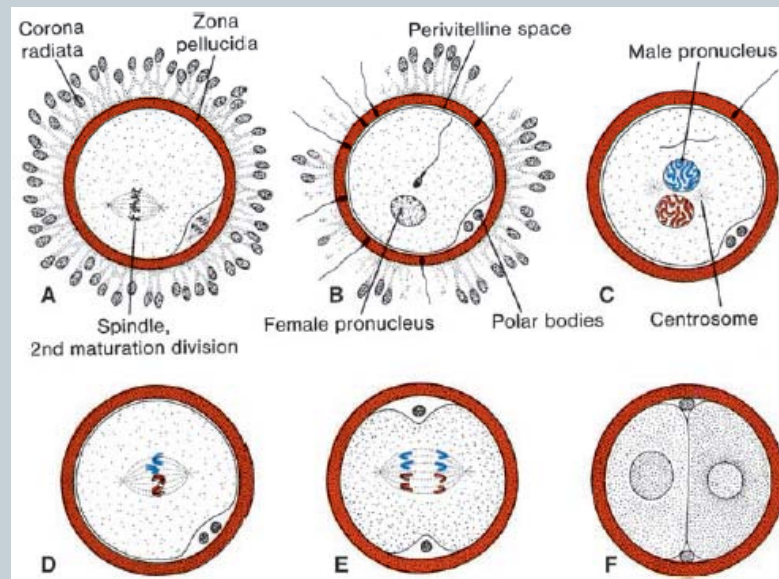 Corona
radiata
Zona
pellucida
Perivitelline space
Male pronucleus
A
B
C
Spindle,
2nd maturation division
Female pronucleus
Polar bodies
Centrosome
D
E
F